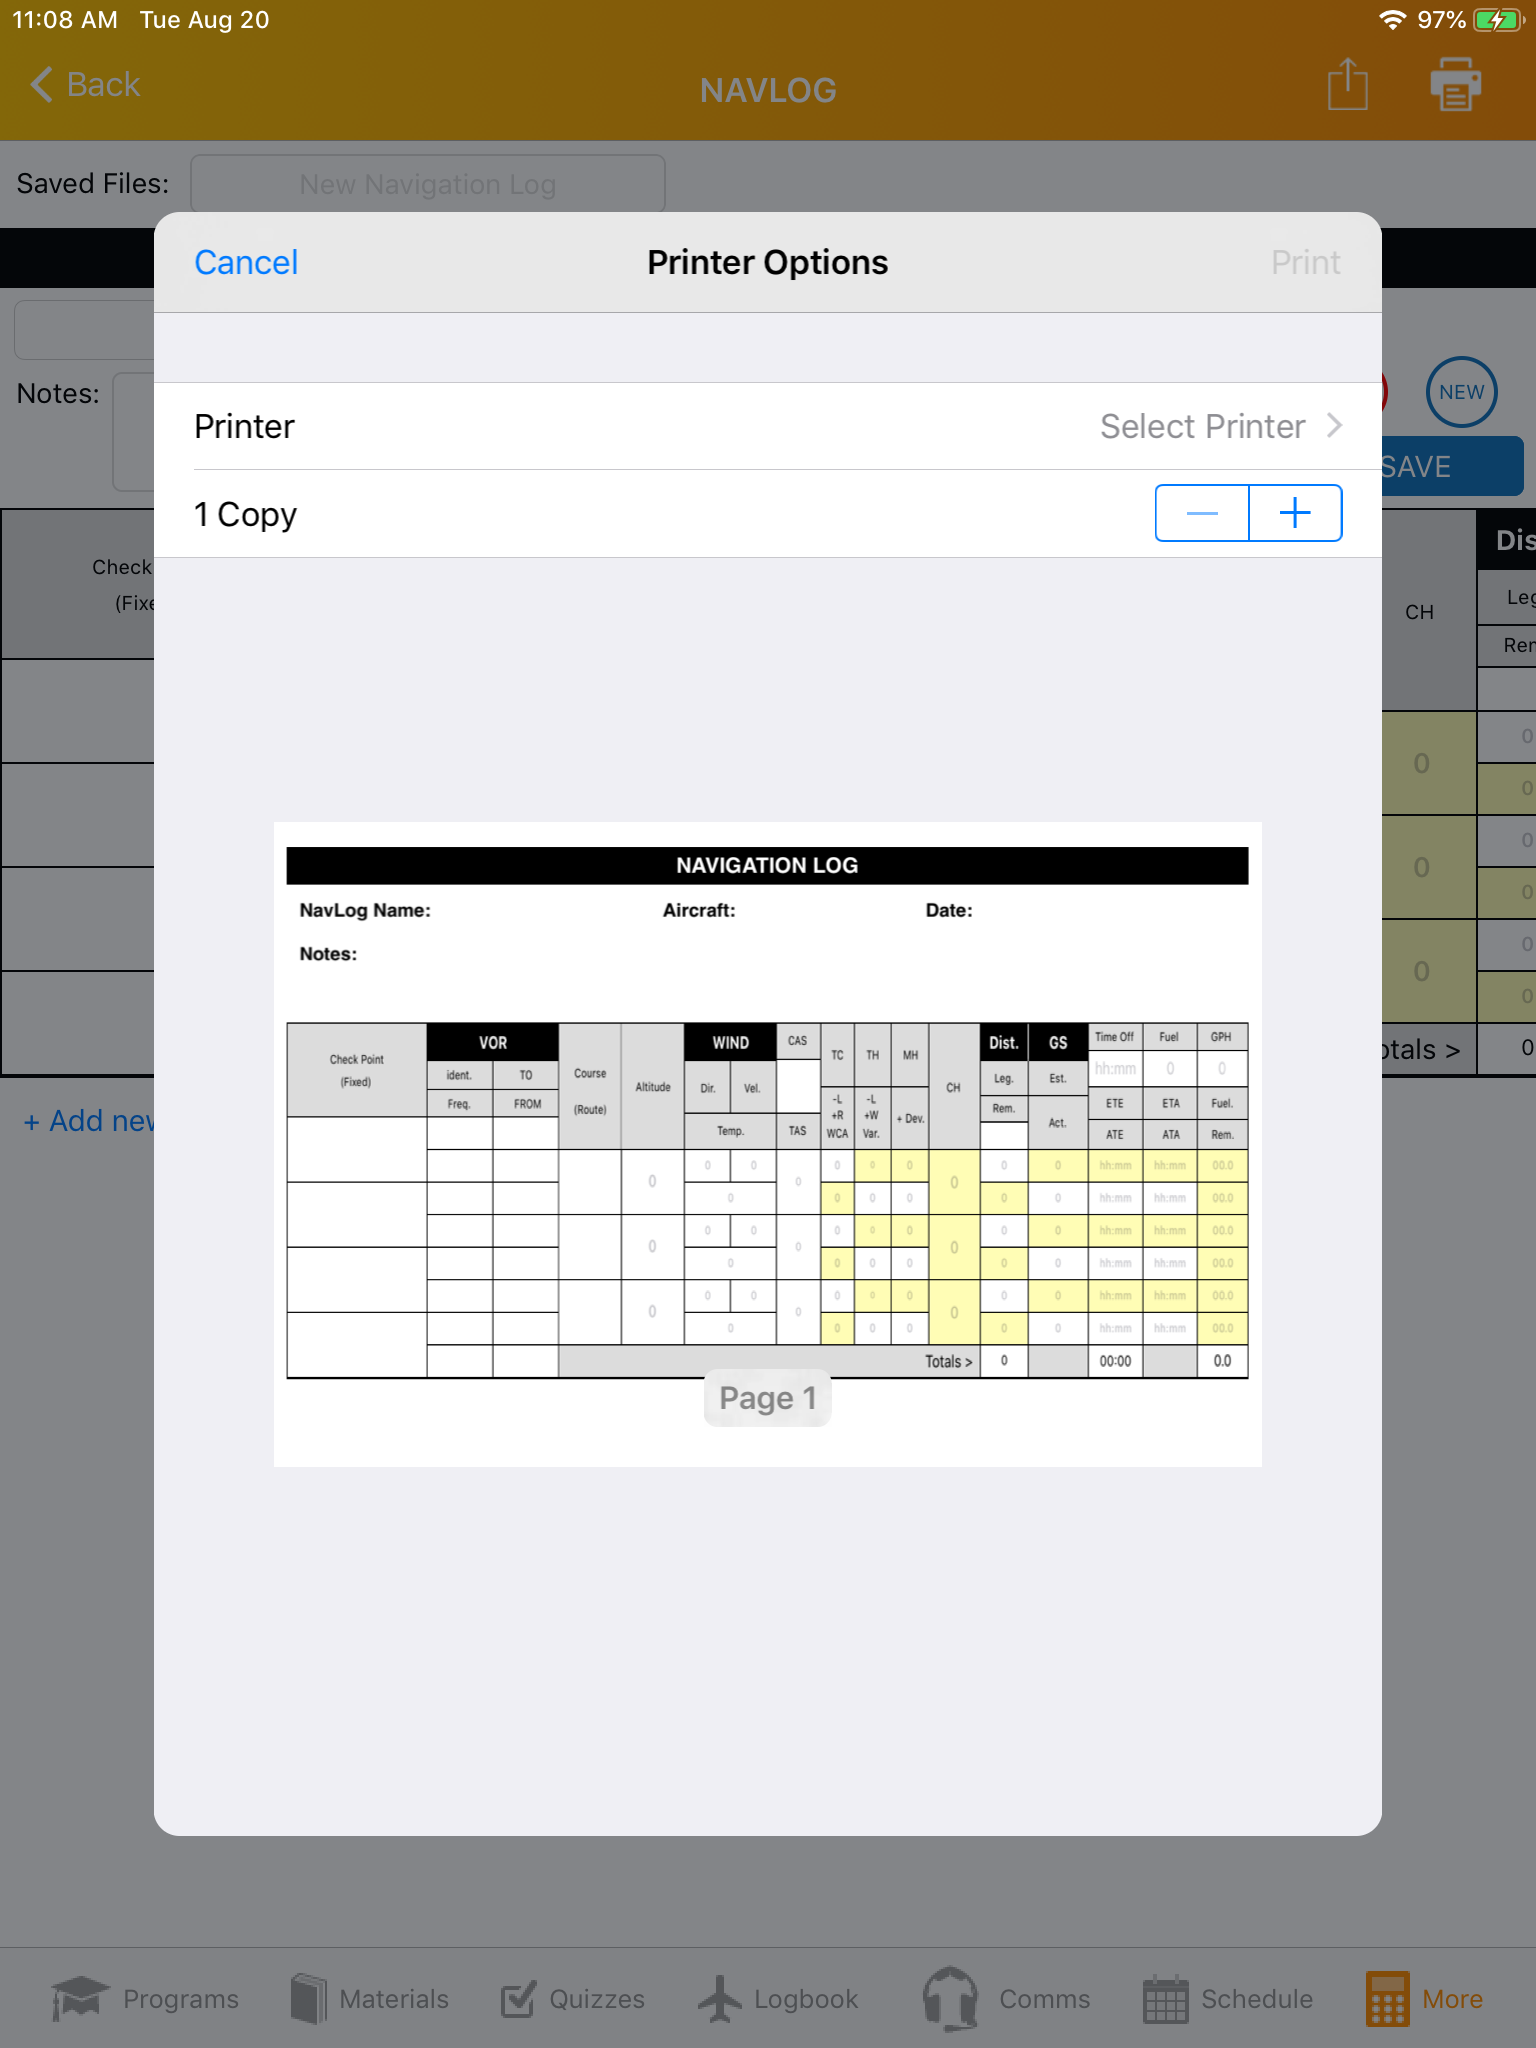 11:08 AM Tue Aug 20 97%
Back NAVLOG
Saved Files: New Navigation Log
Cancel Printer Options Print
Printer Select Printer
Notes: NEW
SAVE
1 Copy
Check
(Fixe
CH
Dis
Leg
Rem
0 0
0
0 0
0
0 0
0
otals > 0
+ Add new
NAVIGATION LOG
NavLog Name: Aircraft: Date:
Notes:
Check Point
(Fixed)
VOR
ident. TO
Freq. FROM
Course
(Route)
Altitude
WIND
Dir. Vel.
Temp.
CAS
TAS
TC
-L
+R
WCA
TH
-L
+W
Var.
MH
+ Dev.
CH
Dist.
Leg.
Rem.
GS
Est.
Act.
Time Off Fuel GPH
hh:mm 0 0
ETE ETA Fuel.
ATE ATA Rem.
0 0 0 0 0 0 0 0 0 0 hh:mm hh:mm 00.0
0 0 0 0 0 0 hh:mm hh:mm 00.0
0 0 0 0 0 0 0 0 0 0 hh:mm hh:mm 00.0
0 0 0 0 0 0 hh:mm hh:mm 00.0
0 0 0 0 0 0 0 0 0 0 hh:mm hh:mm 00.0
0 0 0 0 0 0 hh:mm hh:mm 00.0
Totals > 0 00:00 0.0
Page 1
Programs Materials Quizzes Logbook Comms Schedule More